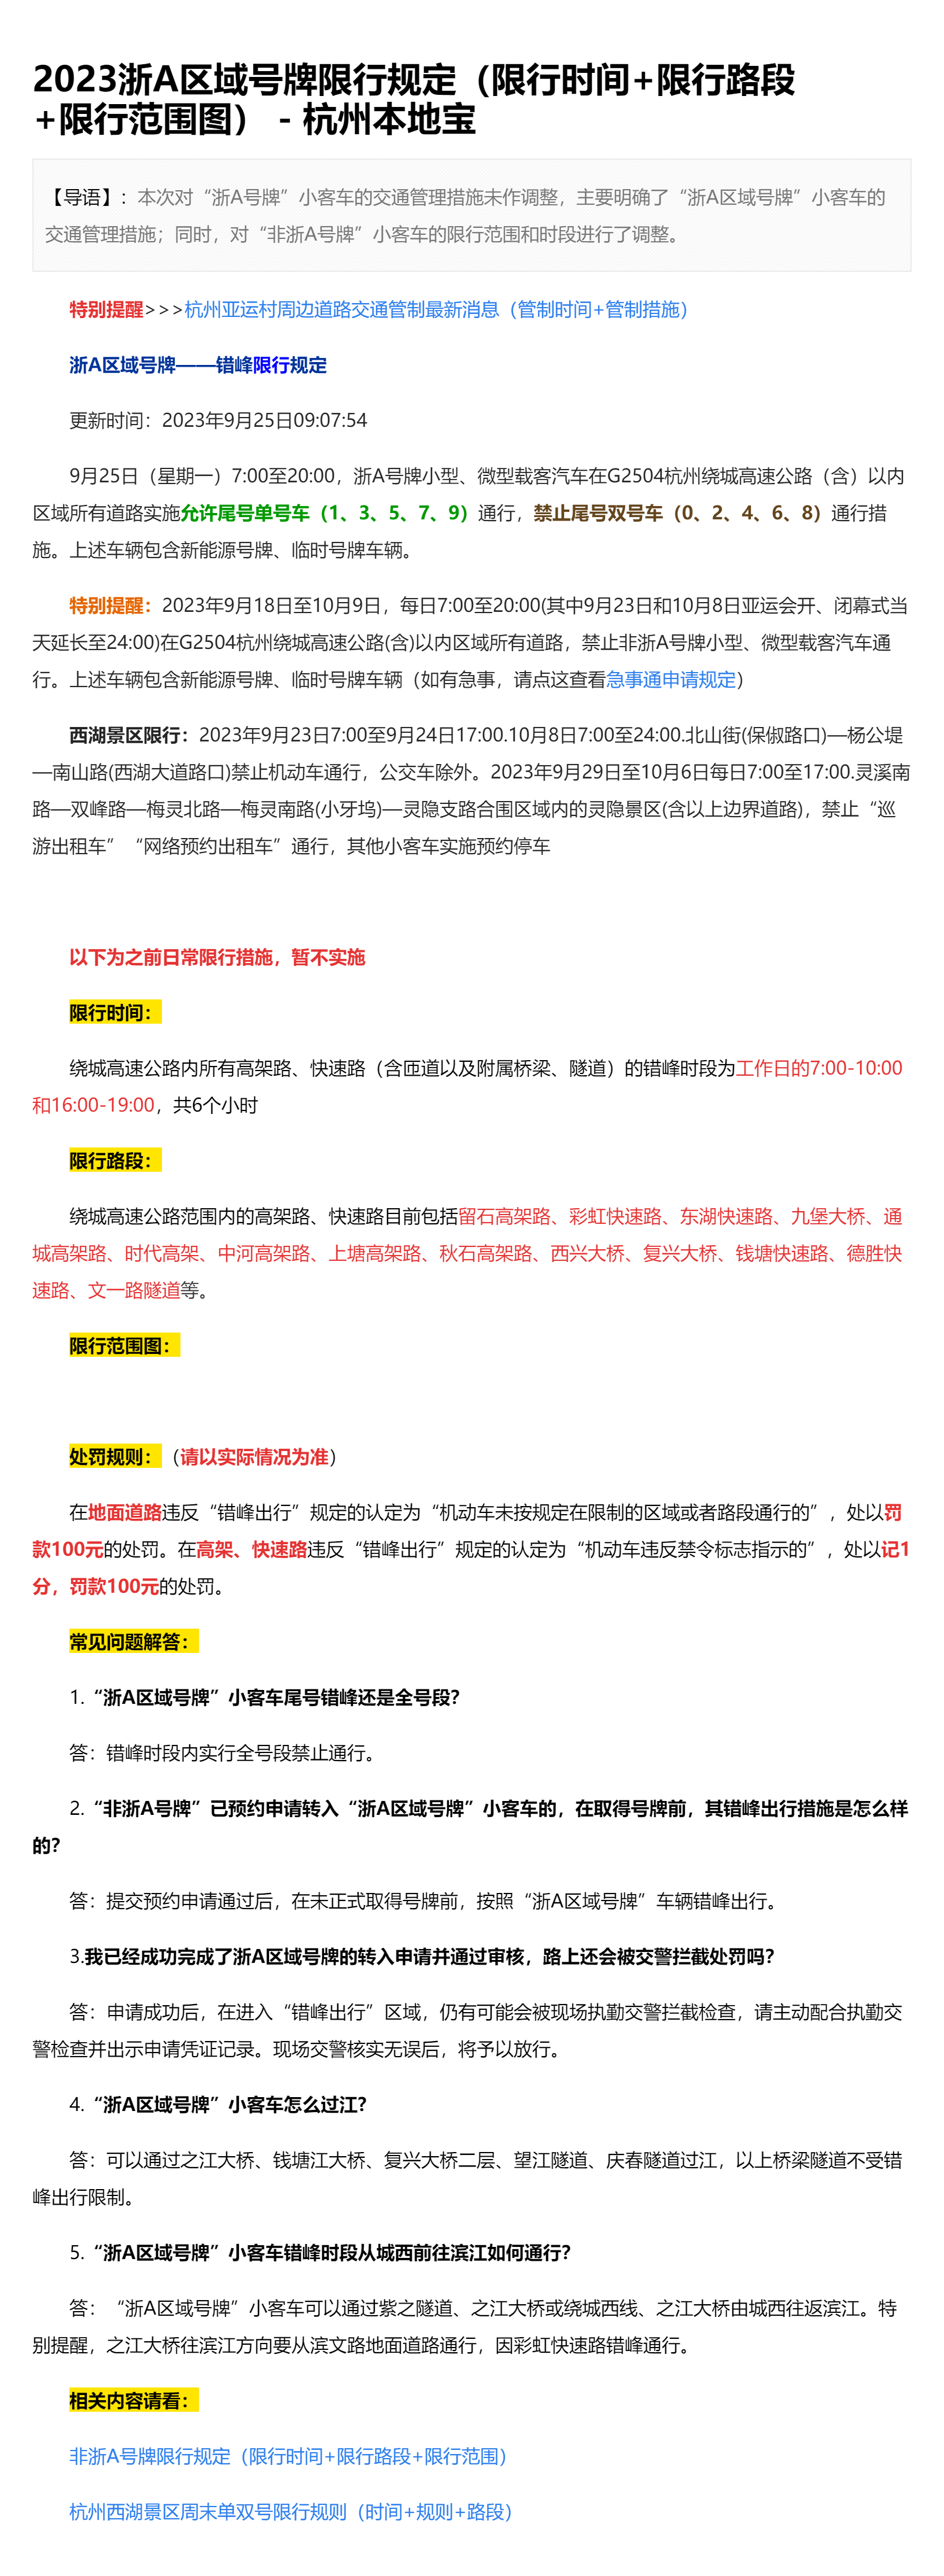 2023浙A区域号牌限行规定（限行时间+限行路段
+限行范围图） - 杭州本地宝
【导语】：本次对“浙A号牌”小客车的交通管理措施未作调整，主要明确了“浙A区域号牌”小客车的
交通管理措施；同时，对“非浙A号牌”小客车的限行范围和时段进行了调整。
特别提醒>>>杭州亚运村周边道路交通管制最新消息（管制时间+管制措施）
浙A区域号牌——错峰限行规定
更新时间：2023年9月25日09:07:54
9月25日（星期一）7:00至20:00，浙A号牌小型、微型载客汽车在G2504杭州绕城高速公路（含）以内
区域所有道路实施允许尾号单号车（1、3、5、7、9）通行，禁止尾号双号车（0、2、4、6、8）通行措
施。上述车辆包含新能源号牌、临时号牌车辆。
特别提醒：2023年9月18日至10月9日，每日7:00至20:00(其中9月23日和10月8日亚运会开、闭幕式当
天延长至24:00)在G2504杭州绕城高速公路(含)以内区域所有道路，禁止非浙A号牌小型、微型载客汽车通
行。上述车辆包含新能源号牌、临时号牌车辆（如有急事，请点这查看急事通申请规定）
西湖景区限行：2023年9月23日7:00至9月24日17:00.10月8日7:00至24:00.北山街(保俶路口)—杨公堤
—南山路(西湖大道路口)禁止机动车通行，公交车除外。2023年9月29日至10月6日每日7:00至17:00.灵溪南
路—双峰路—梅灵北路—梅灵南路(小牙坞)—灵隐支路合围区域内的灵隐景区(含以上边界道路)，禁止“巡
游出租车”“网络预约出租车”通行，其他小客车实施预约停车
以下为之前日常限行措施，暂不实施
限行时间：
绕城高速公路内所有高架路、快速路（含匝道以及附属桥梁、隧道）的错峰时段为工作日的7:00-10:00
和16:00-19:00，共6个小时
限行路段：
绕城高速公路范围内的高架路、快速路目前包括留石高架路、彩虹快速路、东湖快速路、九堡大桥、通
城高架路、时代高架、中河高架路、上塘高架路、秋石高架路、西兴大桥、复兴大桥、钱塘快速路、德胜快
速路、文一路隧道等。
限行范围图：
处罚规则：（请以实际情况为准）
在地面道路违反“错峰出行”规定的认定为“机动车未按规定在限制的区域或者路段通行的”，处以罚
款100元的处罚。在高架、快速路违反“错峰出行”规定的认定为“机动车违反禁令标志指示的”，处以记1
分，罚款100元的处罚。
常见问题解答：
1.“浙A区域号牌”小客车尾号错峰还是全号段？
答：错峰时段内实行全号段禁止通行。
2.“非浙A号牌”已预约申请转入“浙A区域号牌”小客车的，在取得号牌前，其错峰出行措施是怎么样
的？
答：提交预约申请通过后，在未正式取得号牌前，按照“浙A区域号牌”车辆错峰出行。
3.我已经成功完成了浙A区域号牌的转入申请并通过审核，路上还会被交警拦截处罚吗？
答：申请成功后，在进入“错峰出行”区域，仍有可能会被现场执勤交警拦截检查，请主动配合执勤交
警检查并出示申请凭证记录。现场交警核实无误后，将予以放行。
4.“浙A区域号牌”小客车怎么过江？
答：可以通过之江大桥、钱塘江大桥、复兴大桥二层、望江隧道、庆春隧道过江，以上桥梁隧道不受错
峰出行限制。
5.“浙A区域号牌”小客车错峰时段从城西前往滨江如何通行？
答：“浙A区域号牌”小客车可以通过紫之隧道、之江大桥或绕城西线、之江大桥由城西往返滨江。特
别提醒，之江大桥往滨江方向要从滨文路地面道路通行，因彩虹快速路错峰通行。
相关内容请看：
非浙A号牌限行规定（限行时间+限行路段+限行范围）
杭州西湖景区周末单双号限行规则（时间+规则+路段）